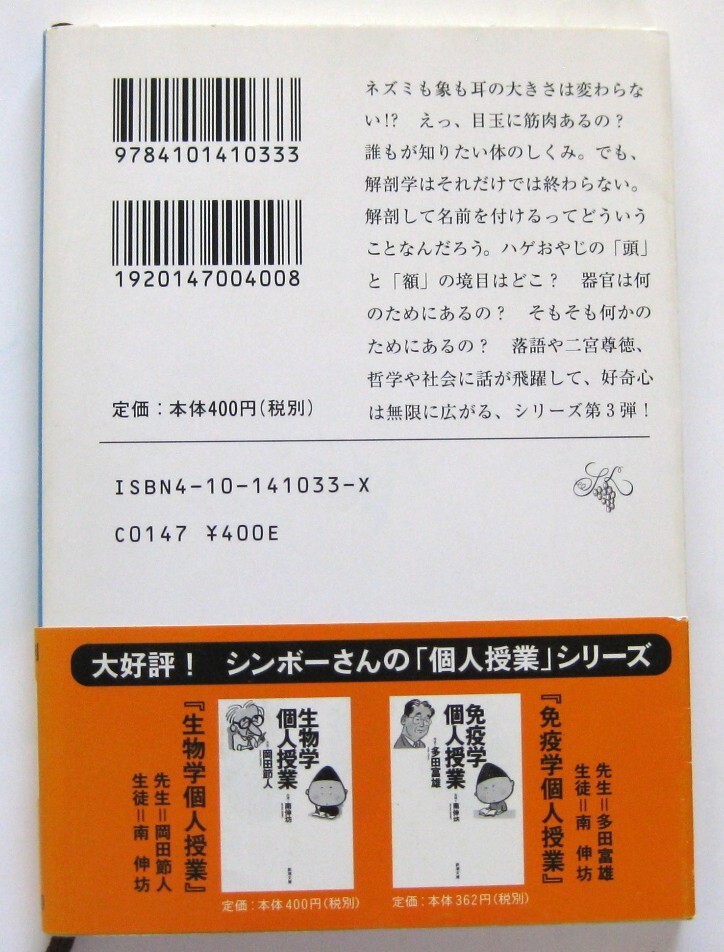 9784101410333
1920147004008
定価：本体400円（税別）
ネズミも象も耳の大きさは変わらな
い!?　えっ、目玉に筋肉あるの？
誰もが知りたい体のしくみ。でも、
解剖学はそれだけでは終わらない。
解剖して名前を付けるってどういう
ことなんだろう。ハゲおやじの「頭」
と「額」の境目はどこ？　器官は何
のためにあるの？　そもそも何かの
ためにあるの？　落語や二宮尊徳、
哲学や社会に話が飛躍して、好奇心
は無限に広がる、シリーズ第3弾！
ISBN4-10-141033-X
C0147 ¥400E
大好評！　シンボーさんの「個人授業」シリーズ
『免疫学個人授業』
先生＝多田富雄
生徒＝南　伸坊
免疫学
個人授業
多田富雄
南伸坊
新潮文庫
定価：本体362円（税別）
『生物学個人授業』
先生＝岡田節人
生徒＝南　伸坊
生物学
個人授業
岡田節人
南伸坊
新潮文庫
定価：本体400円（税別）